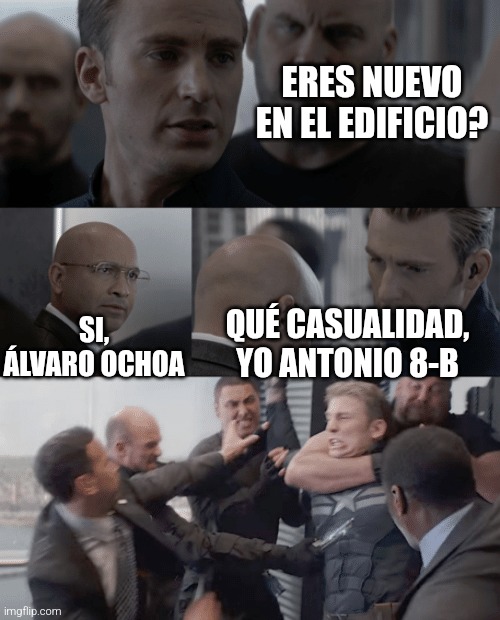 ERES NUEVO
EN EL EDIFICIO?
SI,
ÁLVARO OCHOA
QUÉ CASUALIDAD,
YO ANTONIO 8-B
imgflip.com